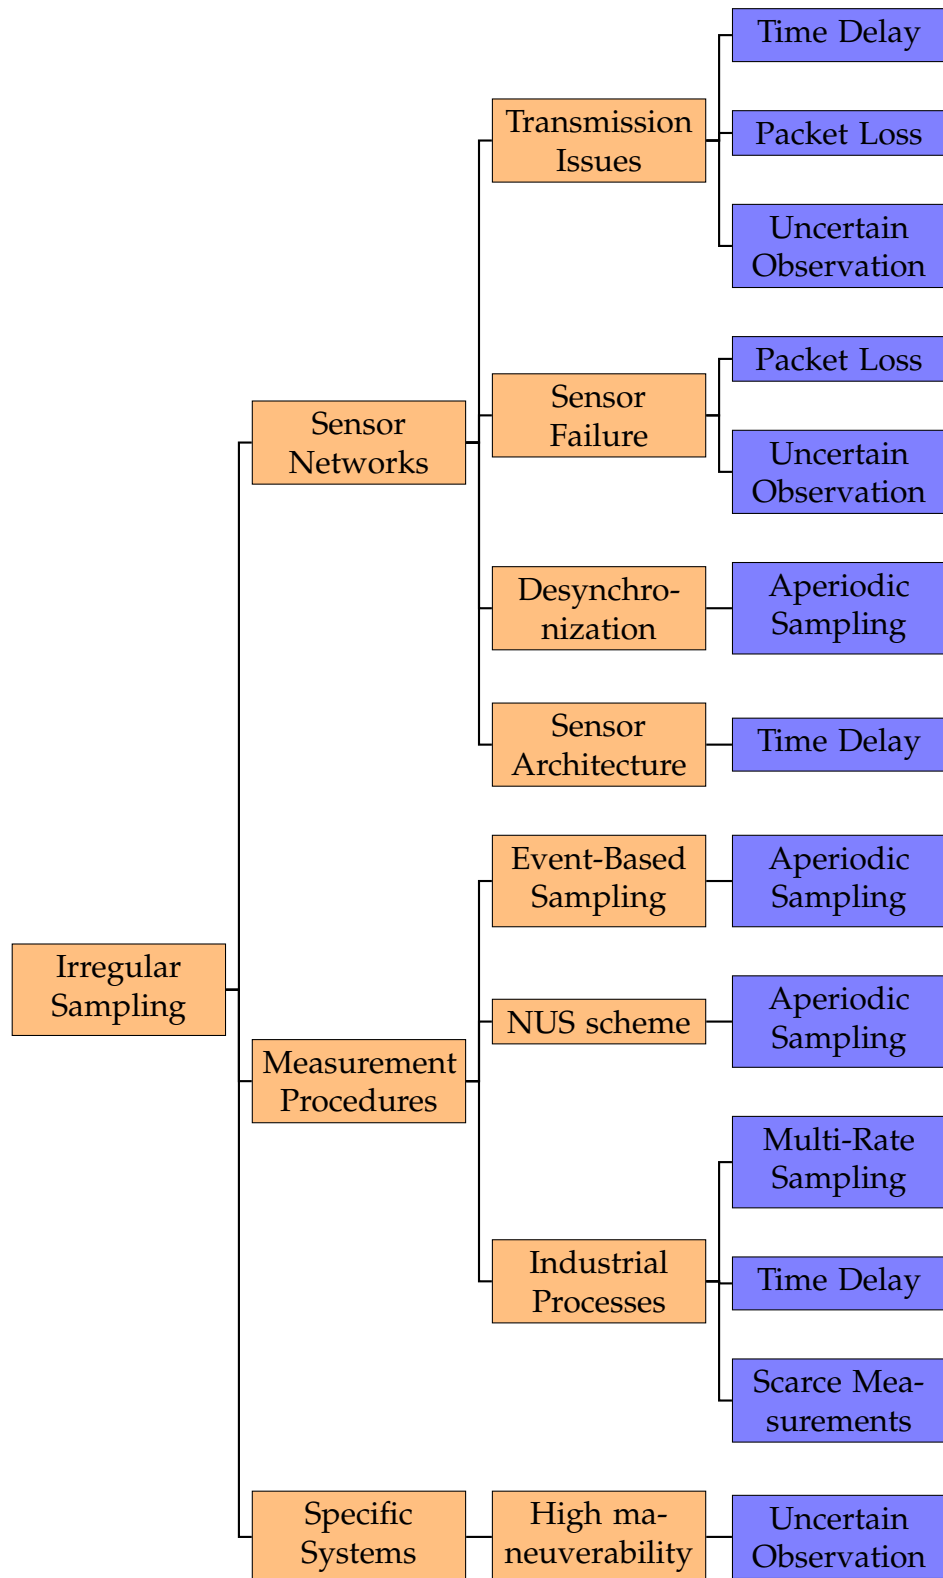 Irregular
Sampling
Sensor
Networks
Transmission
Issues
Time Delay
Packet Loss
Uncertain
Observation
Sensor
Failure
Packet Loss
Uncertain
Observation
Desynchro-
nization
Aperiodic
Sampling
Sensor
Architecture
Time Delay
Measurement
Procedures
Event-Based
Sampling
Aperiodic
Sampling
NUS scheme
Aperiodic
Sampling
Industrial
Processes
Multi-Rate
Sampling
Time Delay
Scarce Mea-
surements
Specific
Systems
High ma-
neuverability
Uncertain
Observation